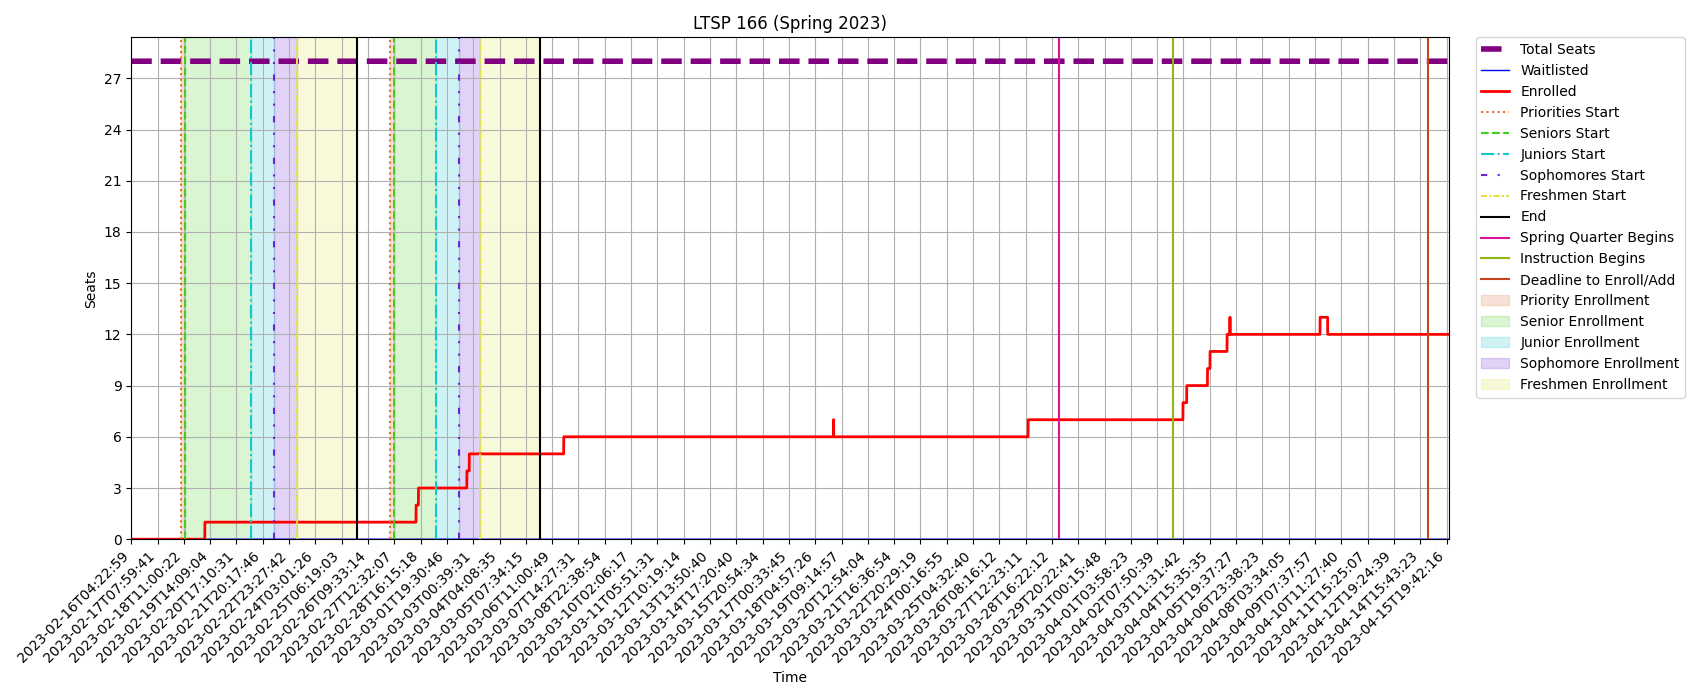 LTSP 166 (Spring 2023)
Seats
27
24
21
18
15
12
9
6
3
0
2023-02-16T04:22:59
2023-02-17T07:59:41
2023-02-18T11:00:22
2023-02-19T14:09:04
2023-02-20T17:10:31
2023-02-21T20:17:46
2023-02-22T23:27:42
2023-02-24T03:01:26
2023-02-25T06:19:03
2023-02-26T09:33:14
2023-02-27T12:32:07
2023-02-28T16:15:18
2023-03-01T19:30:46
2023-03-03T00:39:31
2023-03-04T04:08:35
2023-03-05T07:34:15
2023-03-06T11:00:49
2023-03-07T14:27:31
2023-03-08T22:38:54
2023-03-10T02:06:17
2023-03-11T05:51:31
2023-03-12T10:19:14
2023-03-13T13:50:40
2023-03-14T17:20:40
2023-03-15T20:54:34
2023-03-17T00:33:45
2023-03-18T04:57:26
2023-03-19T09:14:57
2023-03-20T12:54:04
2023-03-21T16:36:54
2023-03-22T20:29:19
2023-03-24T00:16:55
2023-03-25T04:32:40
2023-03-26T08:16:12
2023-03-27T12:23:11
2023-03-28T16:22:12
2023-03-29T20:22:41
2023-03-31T00:15:48
2023-04-01T03:58:23
2023-04-02T07:50:39
2023-04-03T11:31:42
2023-04-04T15:35:35
2023-04-05T19:37:27
2023-04-06T23:38:23
2023-04-08T03:34:05
2023-04-09T07:37:57
2023-04-10T11:27:40
2023-04-11T15:25:07
2023-04-12T19:24:39
2023-04-14T15:43:23
2023-04-15T19:42:16
Time
Total Seats
Waitlisted
Enrolled
Priorities Start
Seniors Start
Juniors Start
Sophomores Start
Freshmen Start
End
Spring Quarter Begins
Instruction Begins
Deadline to Enroll/Add
Priority Enrollment
Senior Enrollment
Junior Enrollment
Sophomore Enrollment
Freshmen Enrollment